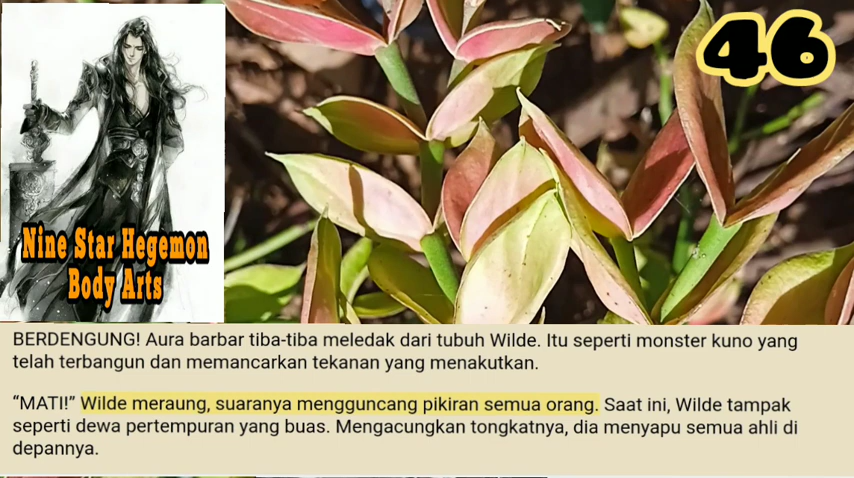 46
Nine Star Hegemon
Body Arts
BERDENGUNG! Aura barbar tiba-tiba meledak dari tubuh Wilde. Itu seperti monster kuno yang
telah terbangun dan memancarkan tekanan yang menakutkan.
“MATI!” Wilde meraung, suaranya mengguncang pikiran semua orang. Saat ini, Wilde tampak
seperti dewa pertempuran yang buas. Mengacungkan tongkatnya, dia menyapu semua ahli di
depannya.